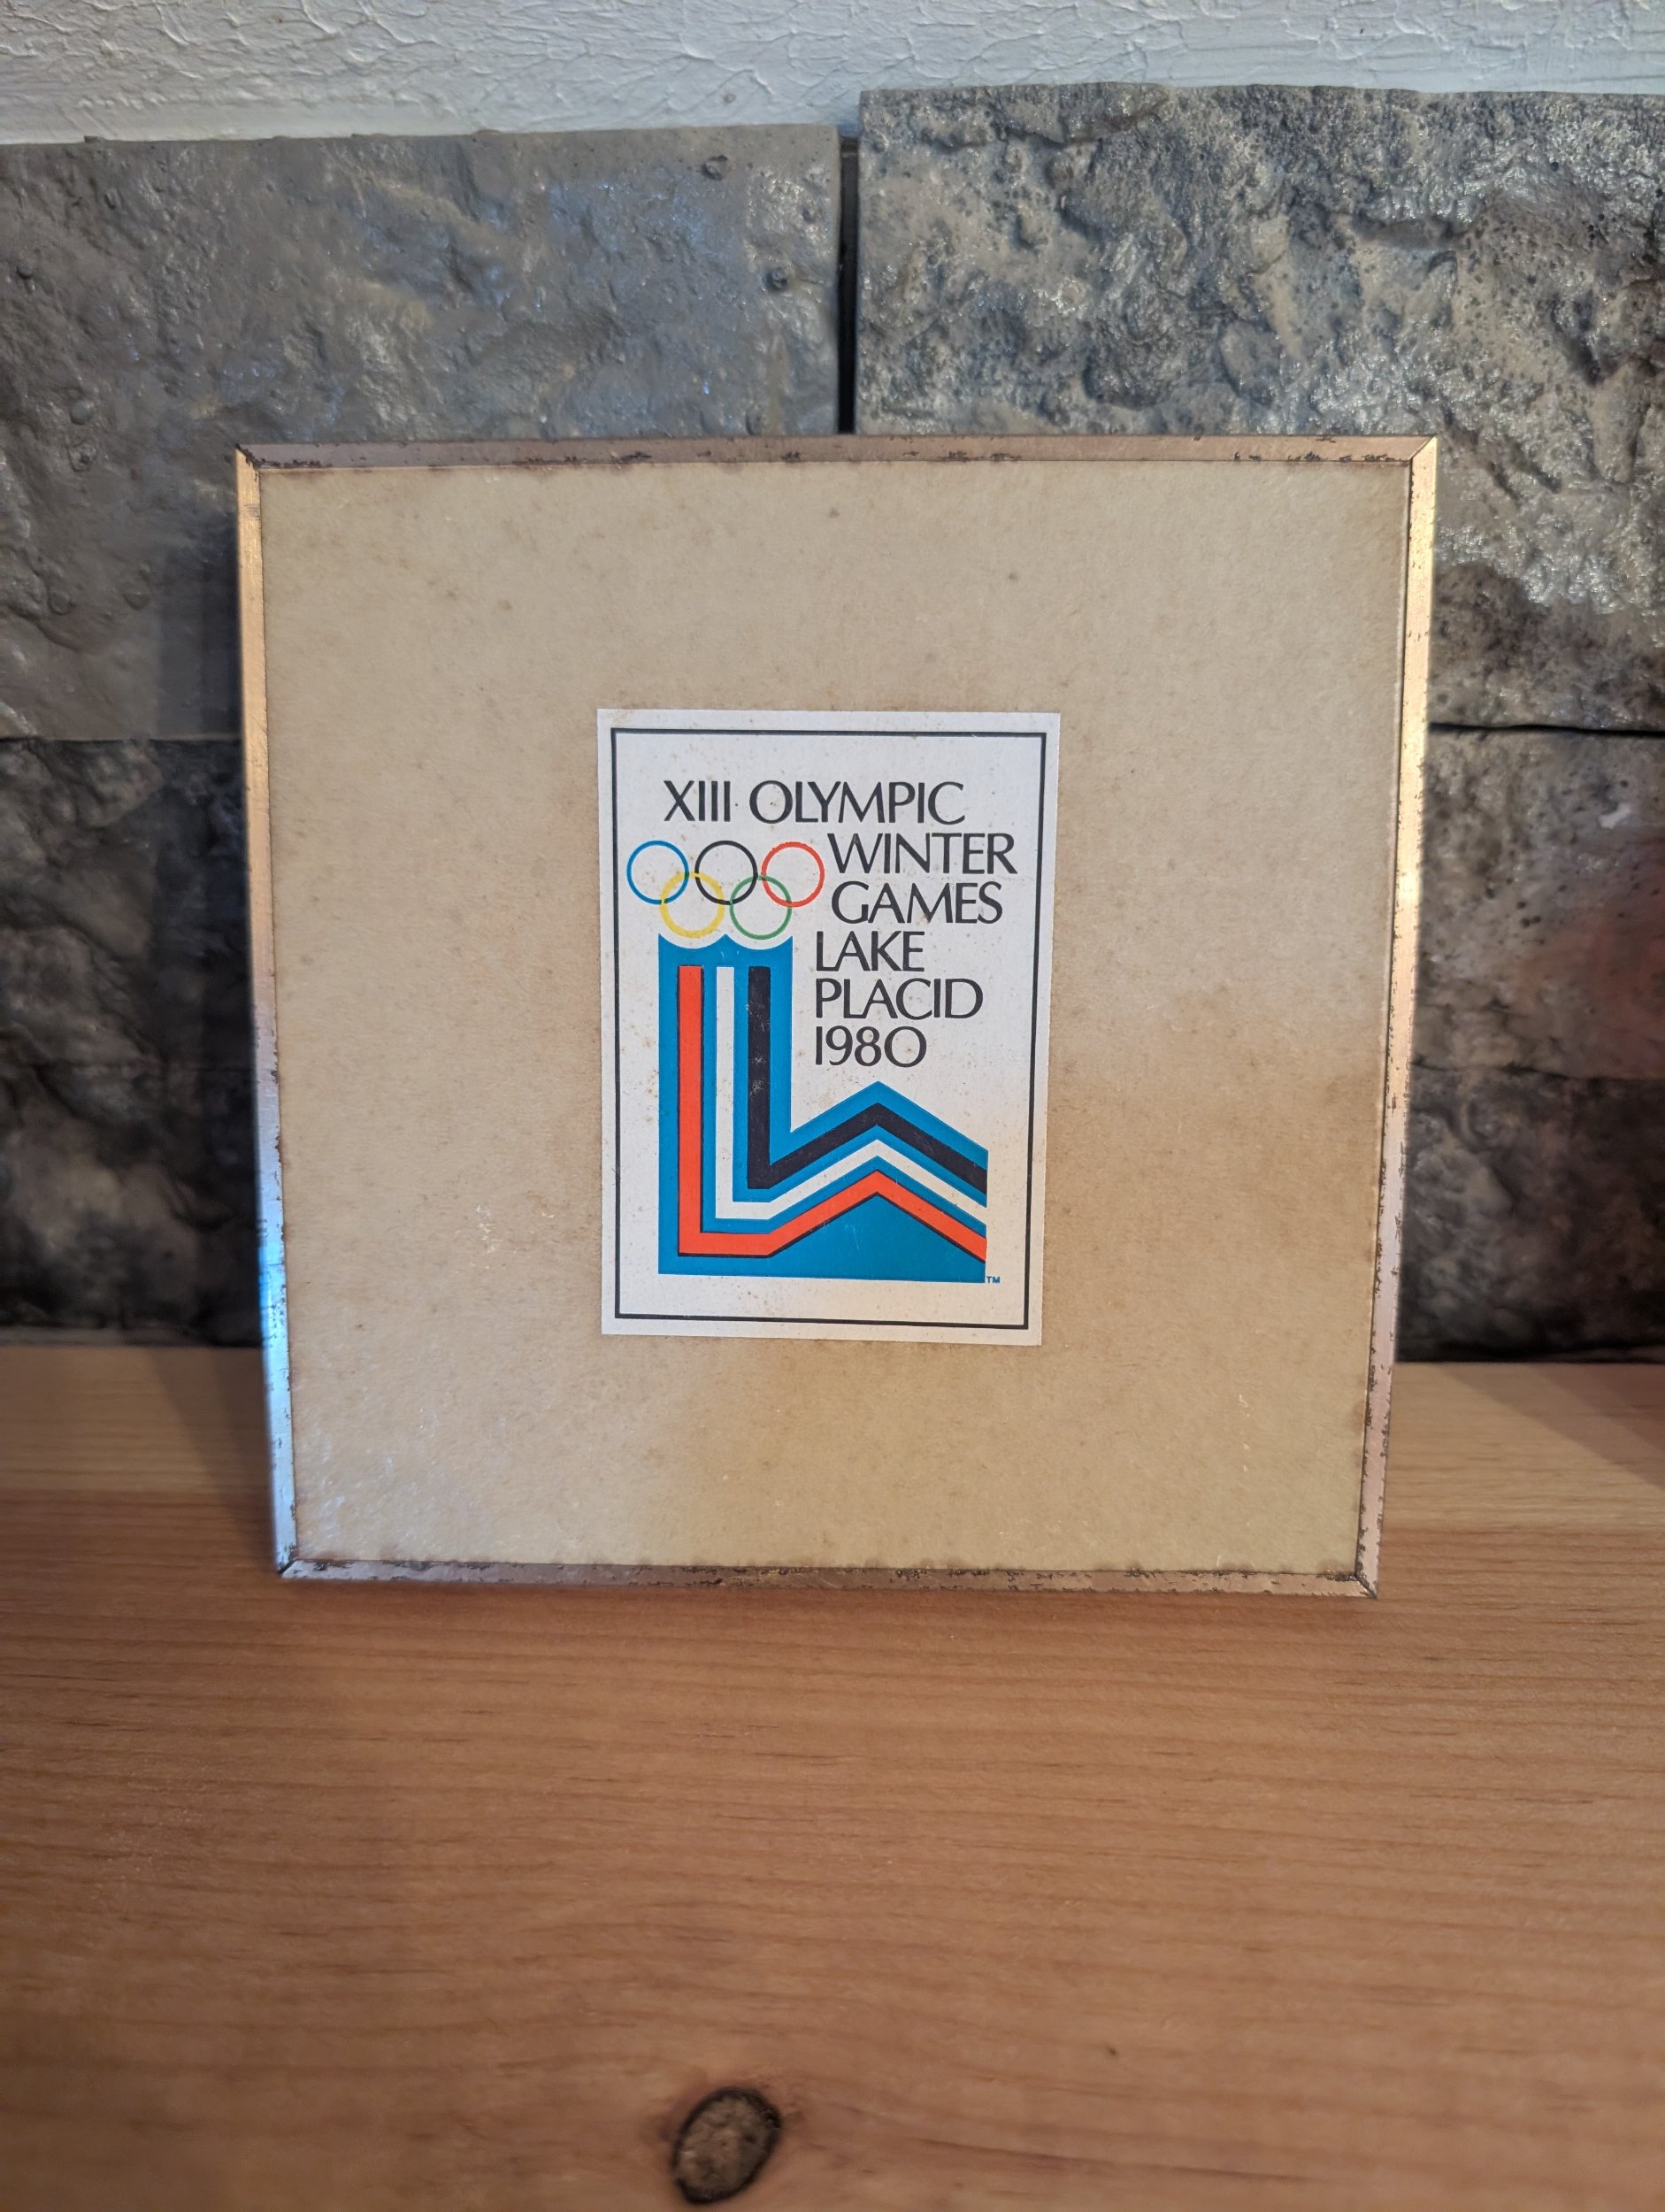 XIII OLYMPIC
WINTER
GAMES
LAKE
PLACID
1980
TM